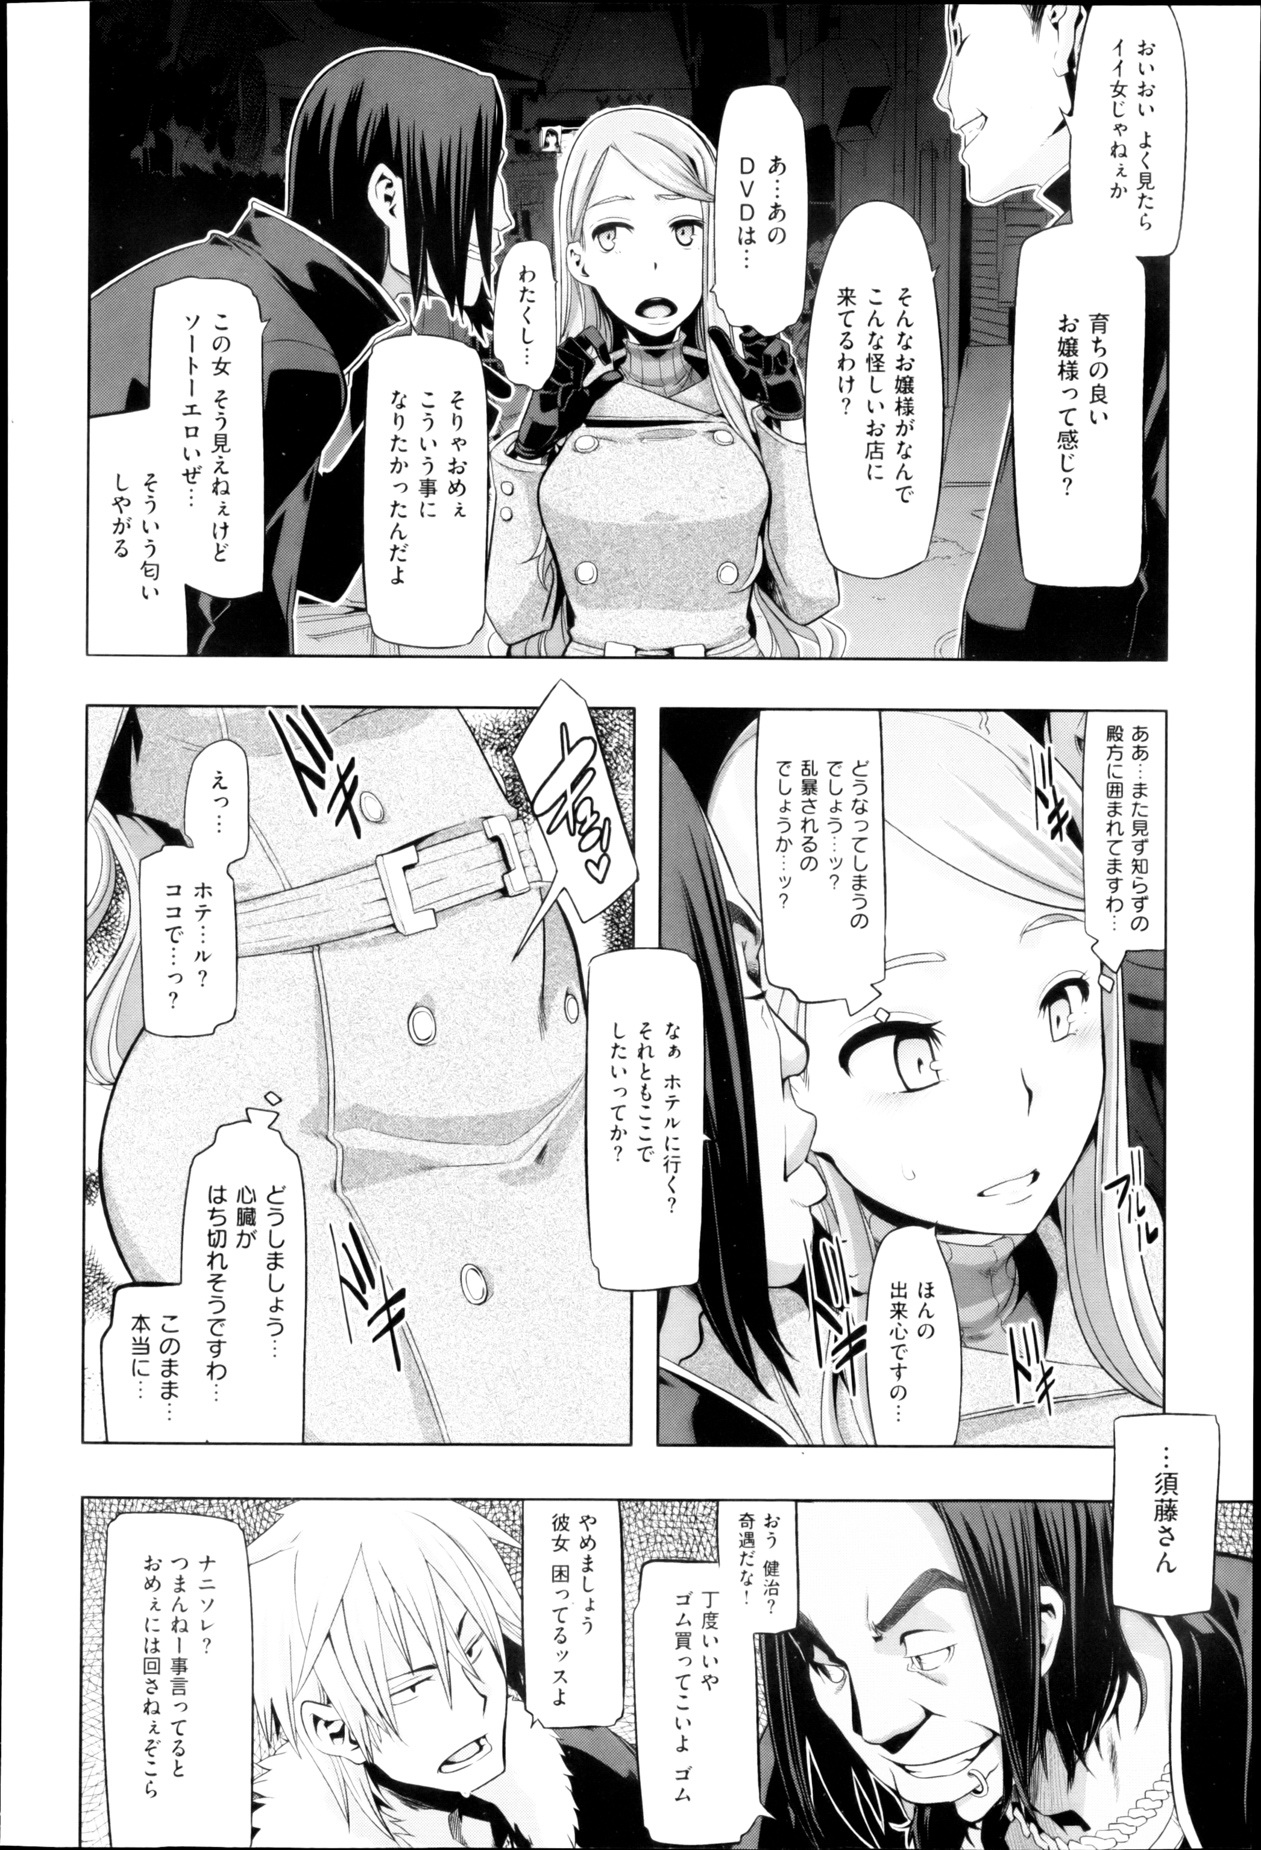 おいおい よく見たら
イイ女じゃねぇか
育ちの良い
お嬢様って感じ？
そんなお嬢様がなんで
こんな怪しいお店に
来てるわけ？
あ…あの
ＤＶＤは…
わたくし…
そりゃおめぇ
こういう事に
なりたかったんだよ
この女 そう見えねぇけど
ソートーエロいぜ…
そういう匂い
しやがる
ああ…また見ず知らずの
殿方に囲まれてますわ…
どうなってしまうの
でしょう…ッ？
乱暴されるの
でしょうか…ッ？
ドキ
ブルッ♥
ほんの
出来心ですの…
ドキ
なぁ ホテルに行く？
それともここで
したいってか？
ドキ
えっ…
ホテ…ル？
ココで…っ？
どうしましょう…
心臓が
はち切れそうですわ…
このまま…
本当に…
ドキ
…須藤さん
おう 健治？
奇遇だな！
丁度いいや
ゴム買ってこいよ ゴム
やめましょう
彼女 困ってるッスよ
ナニソレ？
つまんねー事言ってると
おめぇには回さねぇぞこら